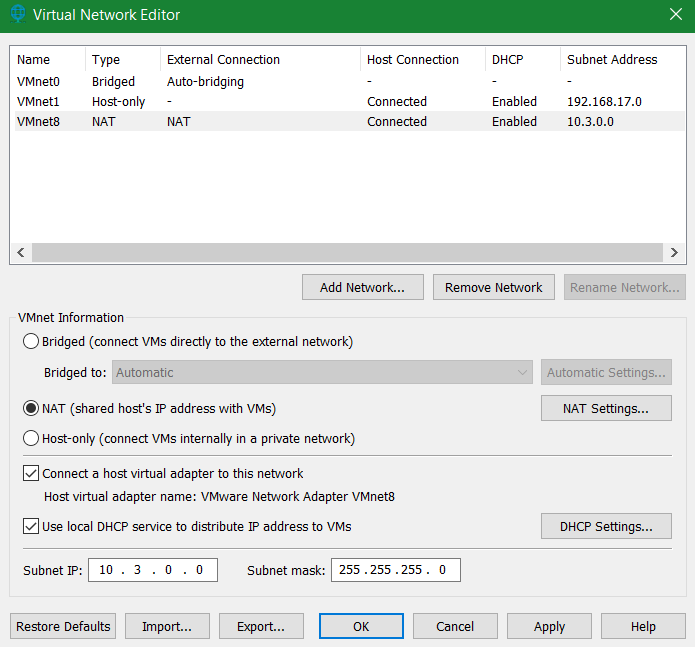 Virtual Network Editor
Name Type External Connection Host Connection DHCP Subnet Address
VMnet0 Bridged Auto-bridging - - -
VMnet1 Host-only - Connected Enabled 192.168.17.0
VMnet8 NAT NAT Connected Enabled 10.3.0.0
Add Network... Remove Network Rename Network...
VMnet Information
Bridged (connect VMs directly to the external network)
Bridged to: Automatic Automatic Settings...
NAT (shared host's IP address with VMs) NAT Settings...
Host-only (connect VMs internally in a private network)
Connect a host virtual adapter to this network
Host virtual adapter name: VMware Network Adapter VMnet8
Use local DHCP service to distribute IP address to VMs DHCP Settings...
Subnet IP: 10 . 3 . 0 . 0 Subnet mask: 255 . 255 . 255 . 0
Restore Defaults Import... Export... OK Cancel Apply Help